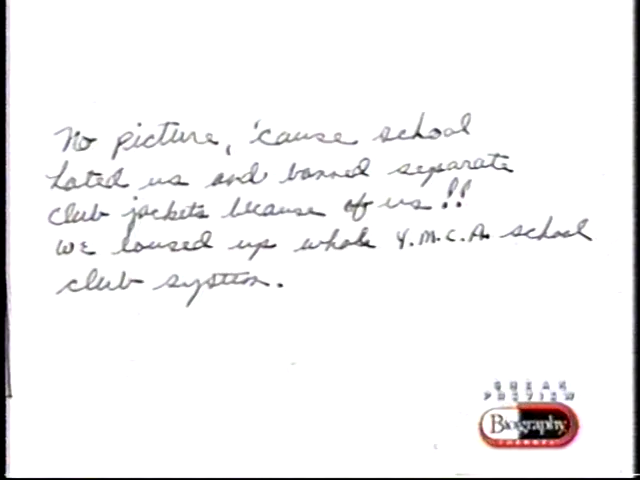 No picture, 'cause school
hated us and banned separate
club jackets because of us!!
we loused up whole Y.M.C.A. school
club system.
SNEAK
PREVIEW
Biography
CHANNEL